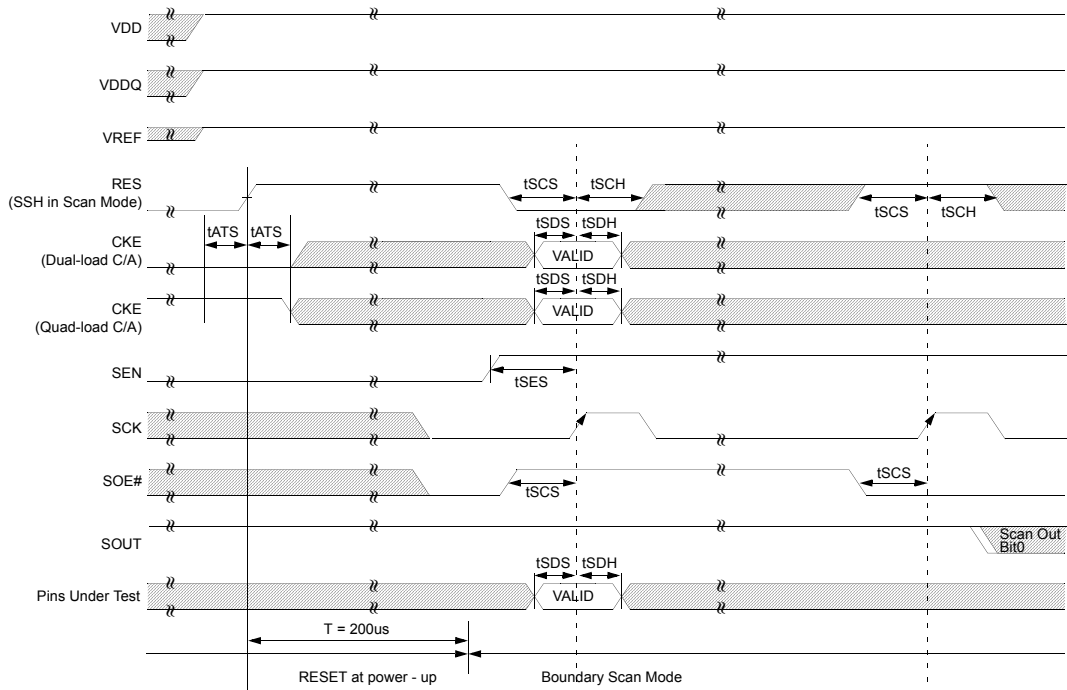 VDD
VDDQ
VREF
RES
(SSH in Scan Mode)
tSCS tSCH
tSCS tSCH
tATS tATS
CKE
(Dual-load C/A)
tSDS tSDH
VALID
CKE
(Quad-load C/A)
tSDS tSDH
VALID
SEN
tSES
SCK
SOE#
tSCS
tSCS
SOUT
Scan Out
Bit0
Pins Under Test
tSDS tSDH
VALID
T = 200us
RESET at power - up
Boundary Scan Mode